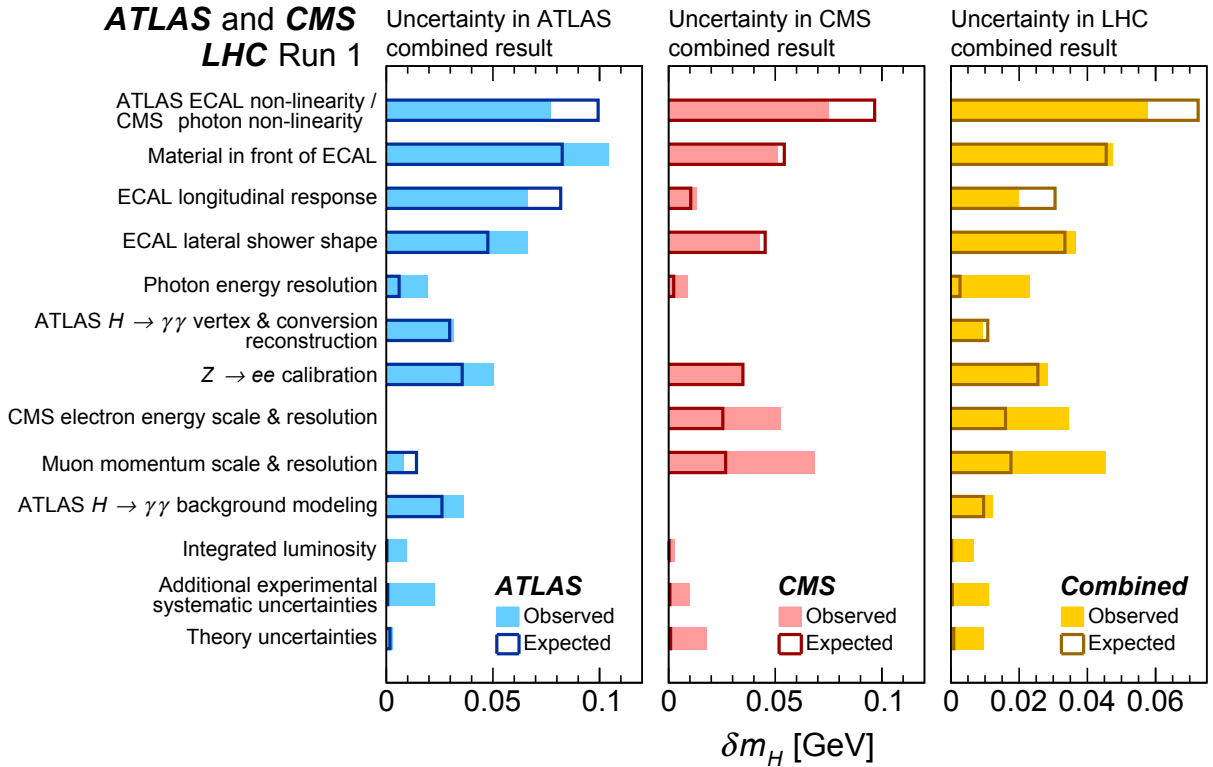 ATLAS and CMS
LHC Run 1
Uncertainty in ATLAS
combined result
Uncertainty in CMS
combined result
Uncertainty in LHC
combined result
ATLAS ECAL non-linearity /
CMS photon non-linearity
Material in front of ECAL
ECAL longitudinal response
ECAL lateral shower shape
Photon energy resolution
ATLAS H → γγ vertex & conversion
reconstruction
Z → ee calibration
CMS electron energy scale & resolution
Muon momentum scale & resolution
ATLAS H → γγ background modeling
Integrated luminosity
Additional experimental
systematic uncertainties
Theory uncertainties
ATLAS
Observed
Expected
CMS
Observed
Expected
Combined
Observed
Expected
0 0.05 0.1
0 0.05 0.1
0 0.02 0.04 0.06
δm_H [GeV]